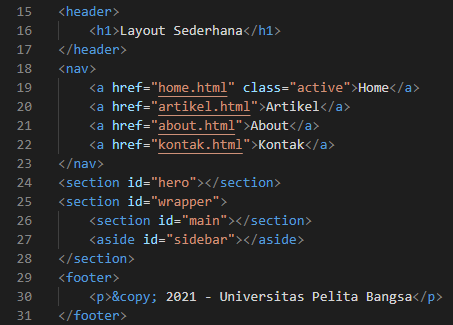 15 <header>
16     <h1>Layout Sederhana</h1>
17 </header>
18 <nav>
19     <a href="home.html" class="active">Home</a>
20     <a href="artikel.html">Artikel</a>
21     <a href="about.html">About</a>
22     <a href="kontak.html">Kontak</a>
23 </nav>
24 <section id="hero"></section>
25 <section id="wrapper">
26     <section id="main"></section>
27     <aside id="sidebar"></aside>
28 </section>
29 <footer>
30     <p>&copy; 2021 - Universitas Pelita Bangsa</p>
31 </footer>